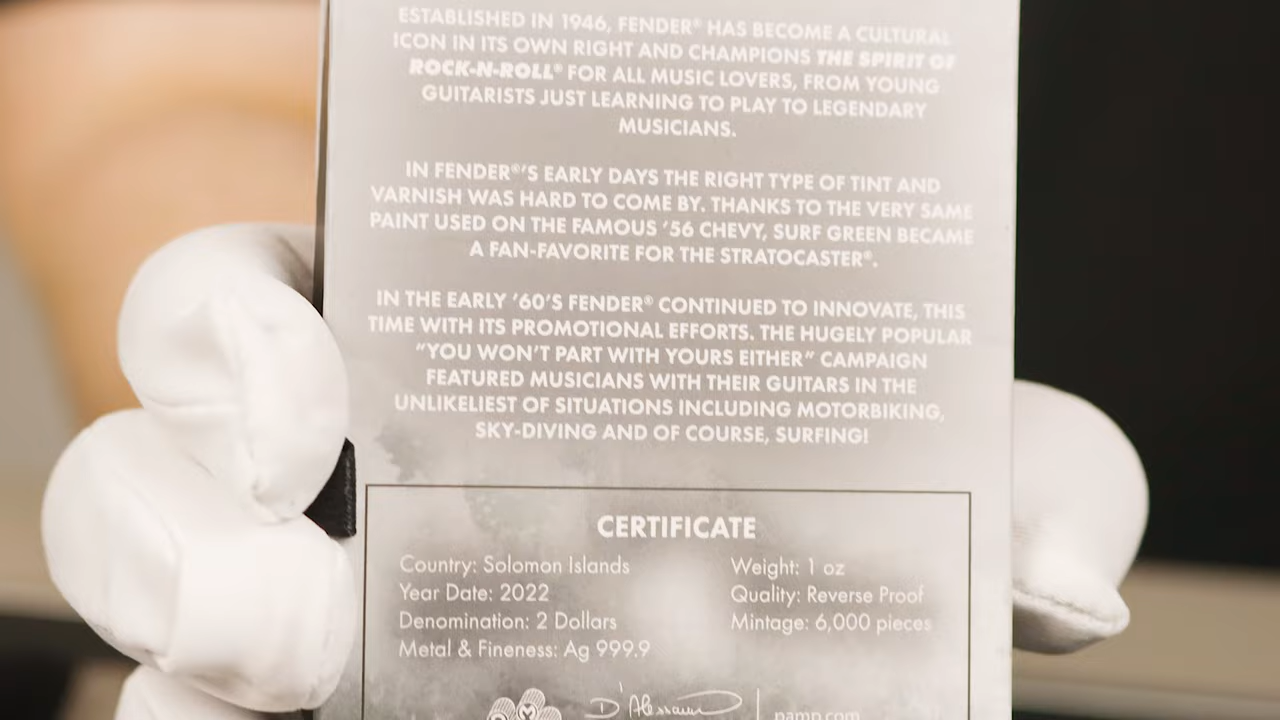 ESTABLISHED IN 1946, FENDER® HAS BECOME A CULTURAL
ICON IN ITS OWN RIGHT AND CHAMPIONS THE SPIRIT OF
ROCK-N-ROLL® FOR ALL MUSIC LOVERS, FROM YOUNG
GUITARISTS JUST LEARNING TO PLAY TO LEGENDARY
MUSICIANS.
IN FENDER®'S EARLY DAYS THE RIGHT TYPE OF TINT AND
VARNISH WAS HARD TO COME BY. THANKS TO THE VERY SAME
PAINT USED ON THE FAMOUS '56 CHEVY, SURF GREEN BECAME
A FAN-FAVORITE FOR THE STRATOCASTER®.
IN THE EARLY '60'S FENDER® CONTINUED TO INNOVATE, THIS
TIME WITH ITS PROMOTIONAL EFFORTS. THE HUGELY POPULAR
“YOU WON'T PART WITH YOURS EITHER” CAMPAIGN
FEATURED MUSICIANS WITH THEIR GUITARS IN THE
UNLIKELIEST OF SITUATIONS INCLUDING MOTORBIKING,
SKY-DIVING AND OF COURSE, SURFING!
CERTIFICATE
Country: Solomon Islands
Year Date: 2022
Denomination: 2 Dollars
Metal & Fineness: Ag 999.9
Weight: 1 oz
Quality: Reverse Proof
Mintage: 6,000 pieces
pamp.com